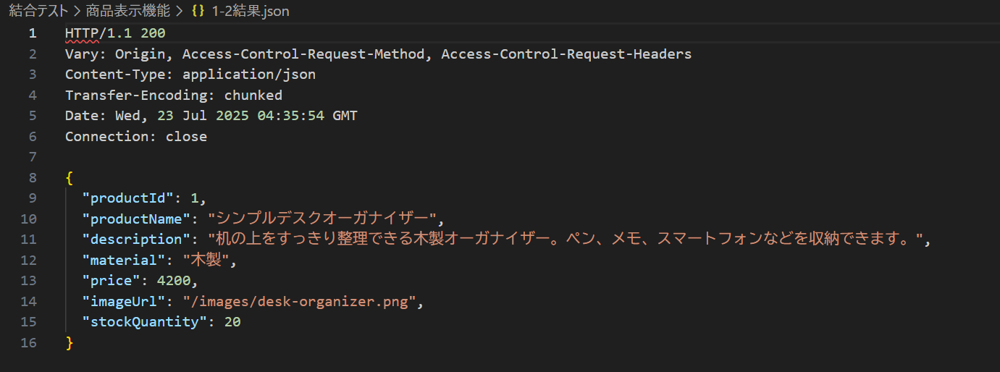 結合テスト > 商品表示機能 > {} 1-2結果.json
1 HTTP/1.1 200
2 Vary: Origin, Access-Control-Request-Method, Access-Control-Request-Headers
3 Content-Type: application/json
4 Transfer-Encoding: chunked
5 Date: Wed, 23 Jul 2025 04:35:54 GMT
6 Connection: close
7
8 {
9   "productId": 1,
10   "productName": "シンプルデスクオーガナイザー",
11   "description": "机の上をすっきり整理できる木製オーガナイザー。ペン、メモ、スマートフォンなどを収納できます。",
12   "material": "木製",
13   "price": 4200,
14   "imageUrl": "/images/desk-organizer.png",
15   "stockQuantity": 20
16 }